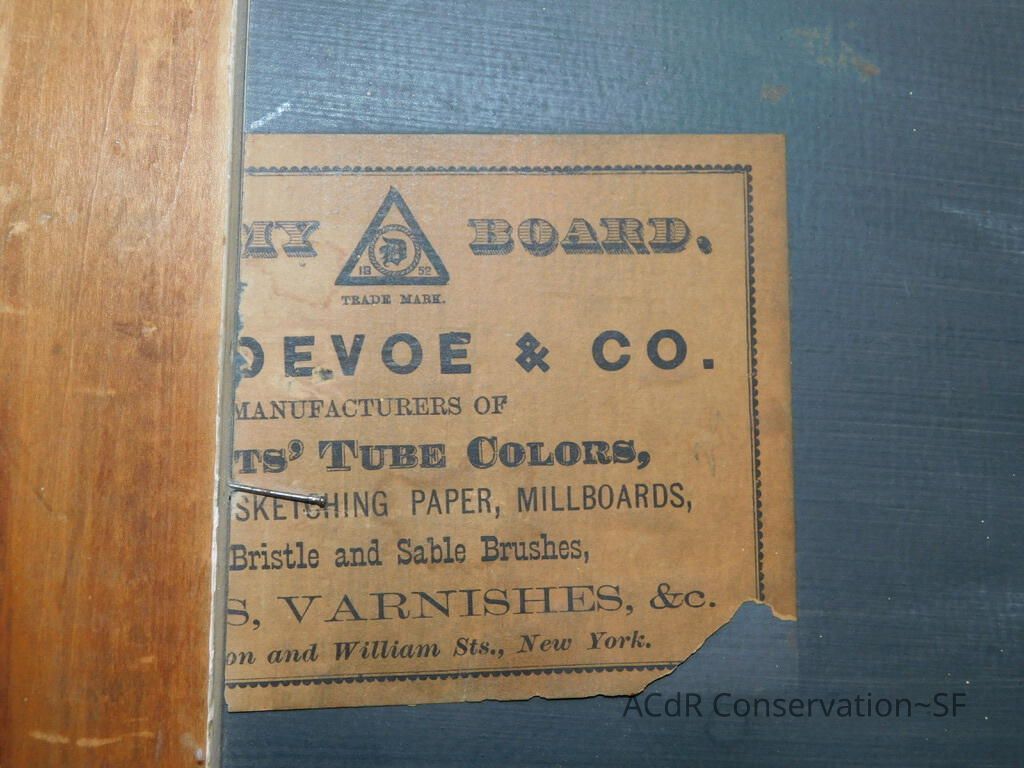 MY BOARD.
D
18 52
TRADE MARK.
DEVOE & CO.
MANUFACTURERS OF
TS' TUBE COLORS,
SKETCHING PAPER, MILLBOARDS,
Bristle and Sable Brushes,
S, VARNISHES, &c.
on and William Sts., New York.
ACdR Conservation~SF